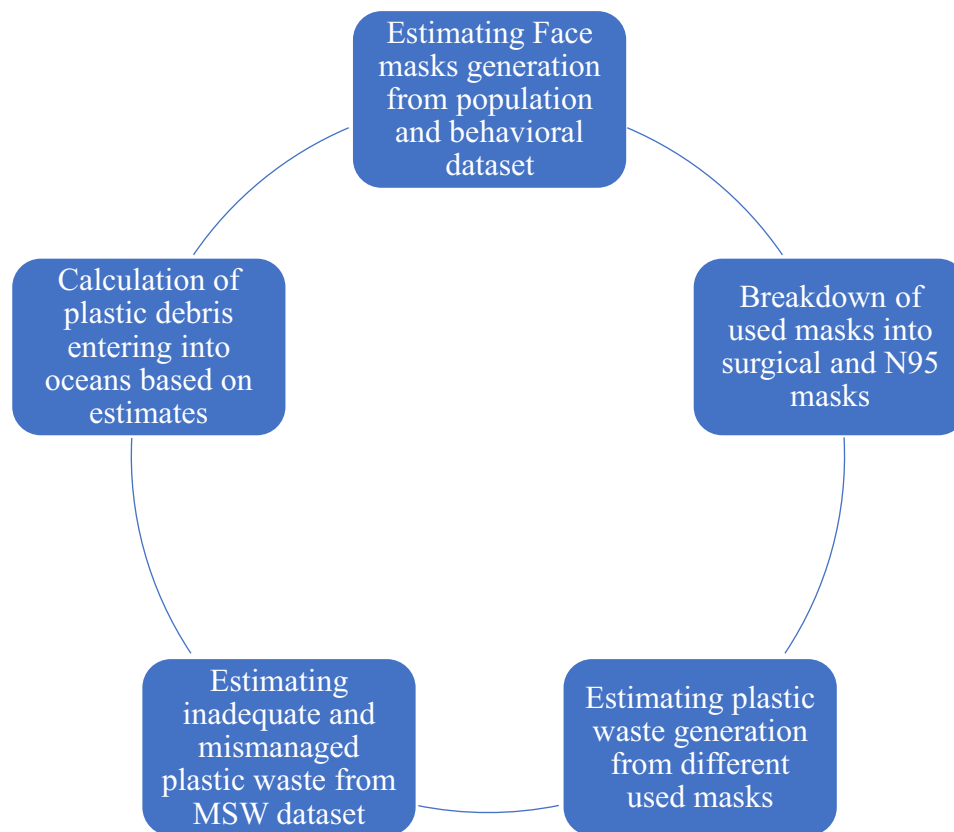 Estimating Face
masks generation
from population
and behavioral
dataset
Breakdown of
used masks into
surgical and N95
masks
Estimating plastic
waste generation
from different
used masks
Estimating
inadequate and
mismanaged
plastic waste from
MSW dataset
Calculation of
plastic debris
entering into
oceans based on
estimates